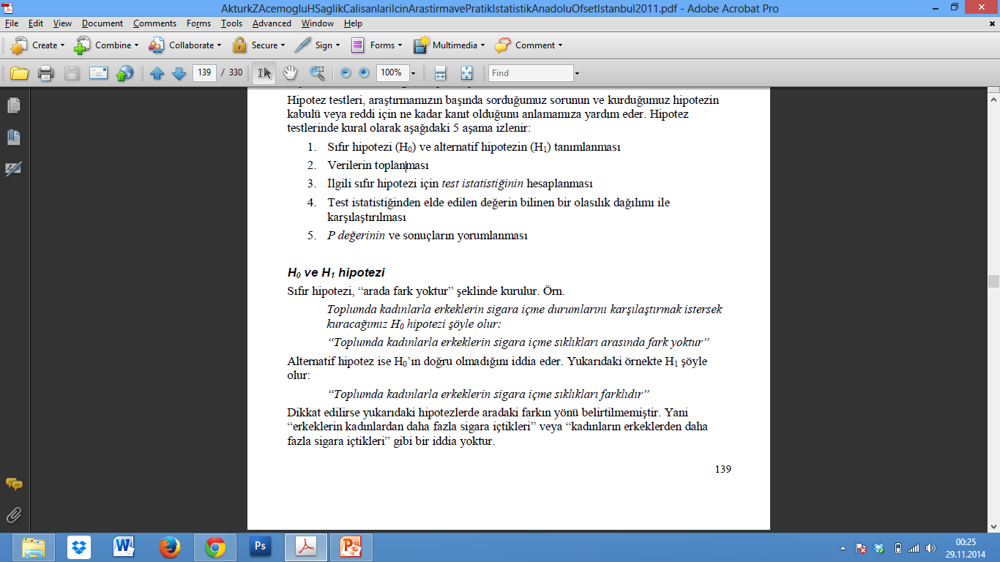 AkturkZAcemogluHSaglikCalisanlariIcinArastirmavePratikIstatistikAnadoluOfsetIstanbul2011.pdf - Adobe Acrobat Pro
File Edit View Document Comments Forms Tools Advanced Window Help
Create Combine Collaborate Secure Sign Forms Multimedia Comment
139 / 330 100% Find
Hipotez testleri, araştırmamızın başında sorduğumuz sorunun ve kurduğumuz hipotezin
kabulü veya reddi için ne kadar kanıt olduğunu anlamamıza yardım eder. Hipotez
testlerinde kural olarak aşağıdaki 5 aşama izlenir:
1. Sıfır hipotezi (H0) ve alternatif hipotezin (H1) tanımlanması
2. Verilerin toplanması
3. İlgili sıfır hipotezi için test istatistiğinin hesaplanması
4. Test istatistiğinden elde edilen değerin bilinen bir olasılık dağılımı ile
karşılaştırılması
5. P değerinin ve sonuçların yorumlanması
H0 ve H1 hipotezi
Sıfır hipotezi, “arada fark yoktur” şeklinde kurulur. Örn.
Toplumda kadınlarla erkeklerin sigara içme durumlarını karşılaştırmak istersek
kuracağımız H0 hipotezi şöyle olur:
“Toplumda kadınlarla erkeklerin sigara içme sıklıkları arasında fark yoktur”
Alternatif hipotez ise H0’ın doğru olmadığını iddia eder. Yukarıdaki örnekte H1 şöyle
olur:
“Toplumda kadınlarla erkeklerin sigara içme sıklıkları farklıdır”
Dikkat edilirse yukarıdaki hipotezlerde aradaki farkın yönü belirtilmemiştir. Yani
“erkeklerin kadınlardan daha fazla sigara içtikleri” veya “kadınların erkeklerden daha
fazla sigara içtikleri” gibi bir iddia yoktur.
139
Ps
00:25
29.11.2014